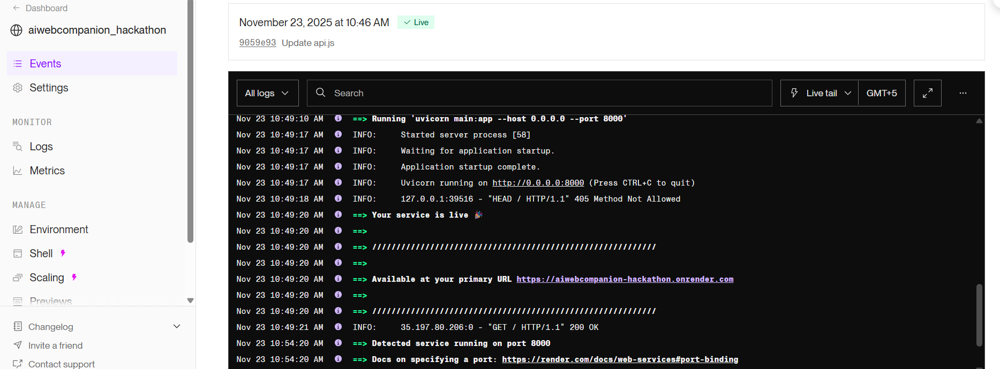 Dashboard
aiwebcompanion_hackathon
Events
Settings
MONITOR
Logs
Metrics
MANAGE
Environment
Shell
Scaling
Previews
Changelog
Invite a friend
Contact support
November 23, 2025 at 10:46 AM Live
9059e93 Update api.js
All logs Search Live tail GMT+5
Nov 23 10:49:10 AM ==> Running 'uvicorn main:app --host 0.0.0.0 --port 8000'
Nov 23 10:49:17 AM INFO: Started server process [58]
Nov 23 10:49:17 AM INFO: Waiting for application startup.
Nov 23 10:49:17 AM INFO: Application startup complete.
Nov 23 10:49:17 AM INFO: Uvicorn running on http://0.0.0.0:8000 (Press CTRL+C to quit)
Nov 23 10:49:18 AM INFO: 127.0.0.1:39516 - "HEAD / HTTP/1.1" 405 Method Not Allowed
Nov 23 10:49:20 AM ==> Your service is live 🎉
Nov 23 10:49:20 AM ==>
Nov 23 10:49:20 AM ==> ///////////////////////////////////////////////////////////
Nov 23 10:49:20 AM ==>
Nov 23 10:49:20 AM ==> Available at your primary URL https://aiwebcompanion-hackathon.onrender.com
Nov 23 10:49:20 AM ==>
Nov 23 10:49:20 AM ==> ///////////////////////////////////////////////////////////
Nov 23 10:49:21 AM INFO: 35.197.80.206:0 - "GET / HTTP/1.1" 200 OK
Nov 23 10:54:20 AM ==> Detected service running on port 8000
Nov 23 10:54:20 AM ==> Docs on specifying a port: https://render.com/docs/web-services#port-binding